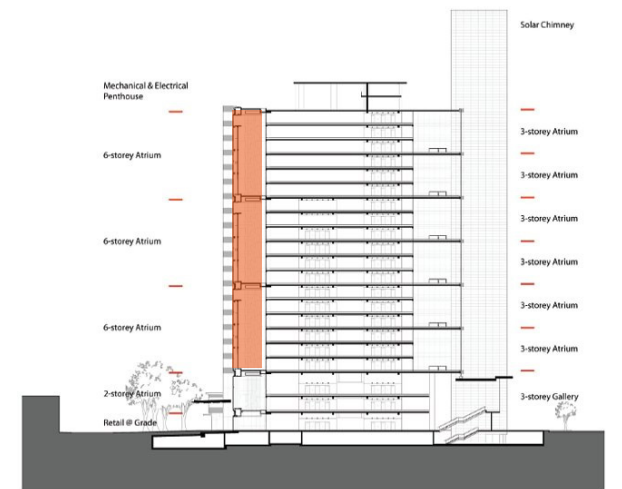 Solar Chimney
Mechanical & Electrical
Penthouse
3-storey Atrium
6-storey Atrium
3-storey Atrium
3-storey Atrium
6-storey Atrium
3-storey Atrium
3-storey Atrium
6-storey Atrium
3-storey Atrium
2-storey Atrium
3-storey Gallery
Retail @ Grade